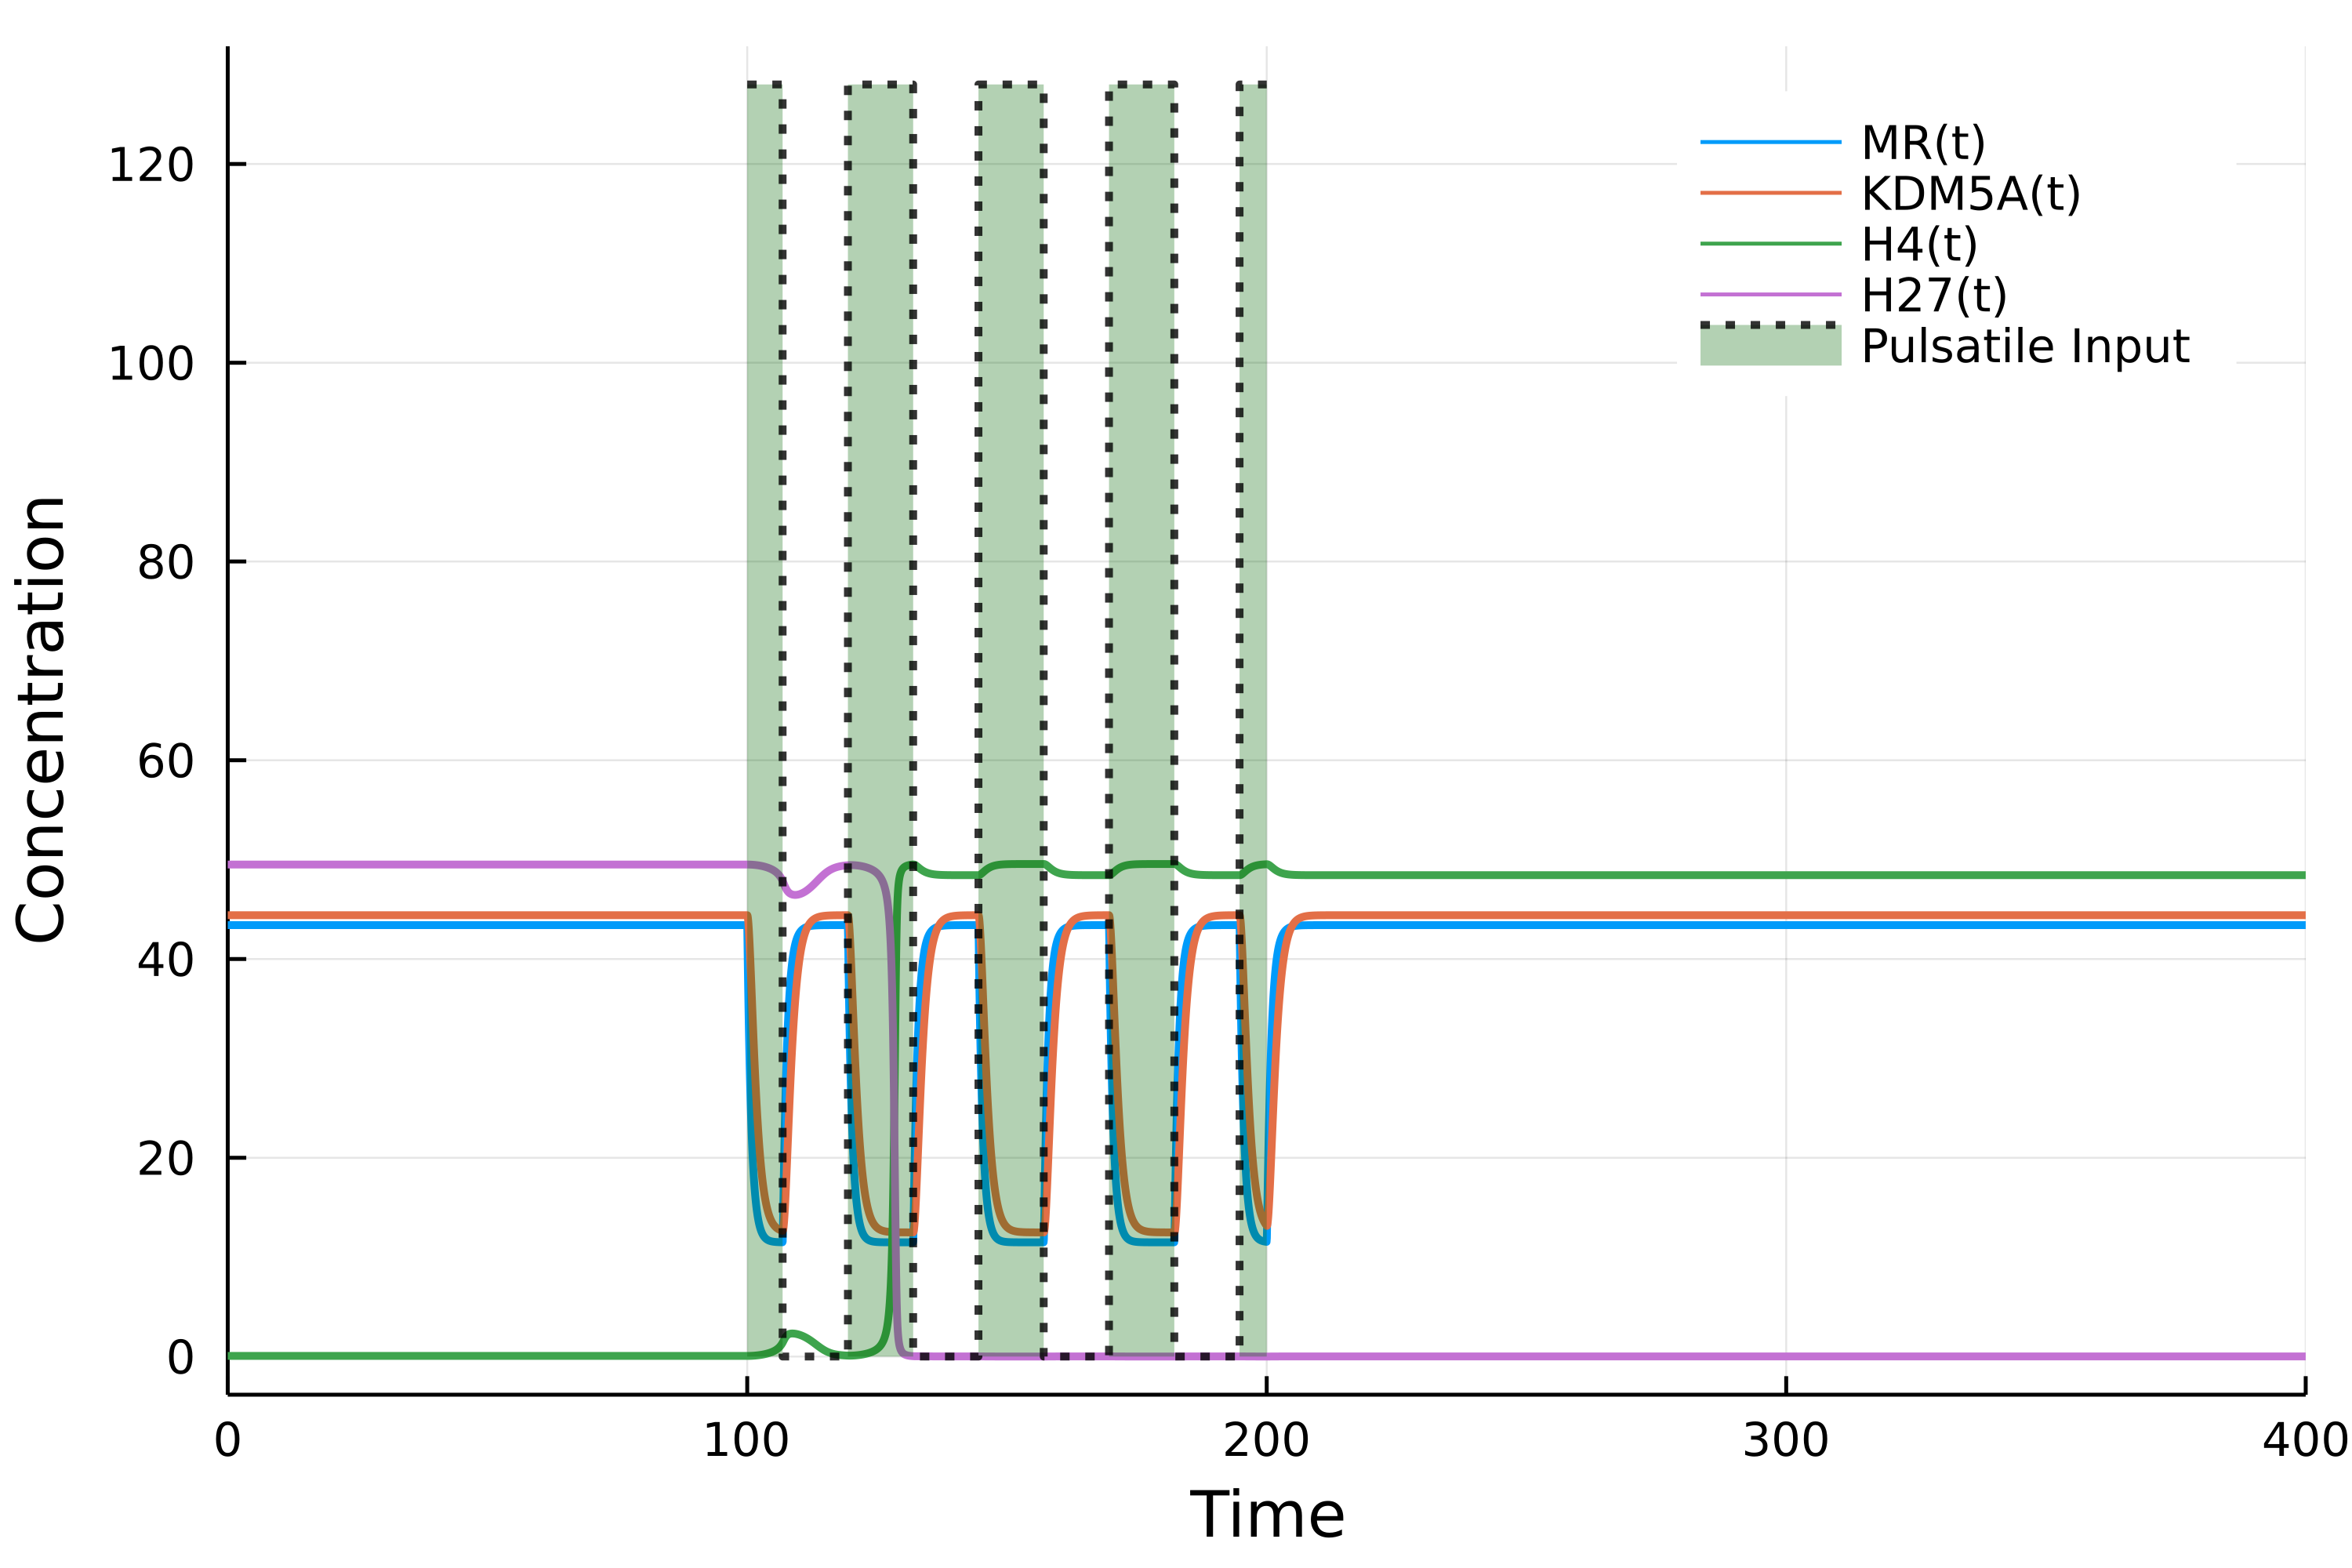 120
100
80
60
40
20
0
Concentration
0 100 200 300 400
Time
MR(t)
KDM5A(t)
H4(t)
H27(t)
Pulsatile Input